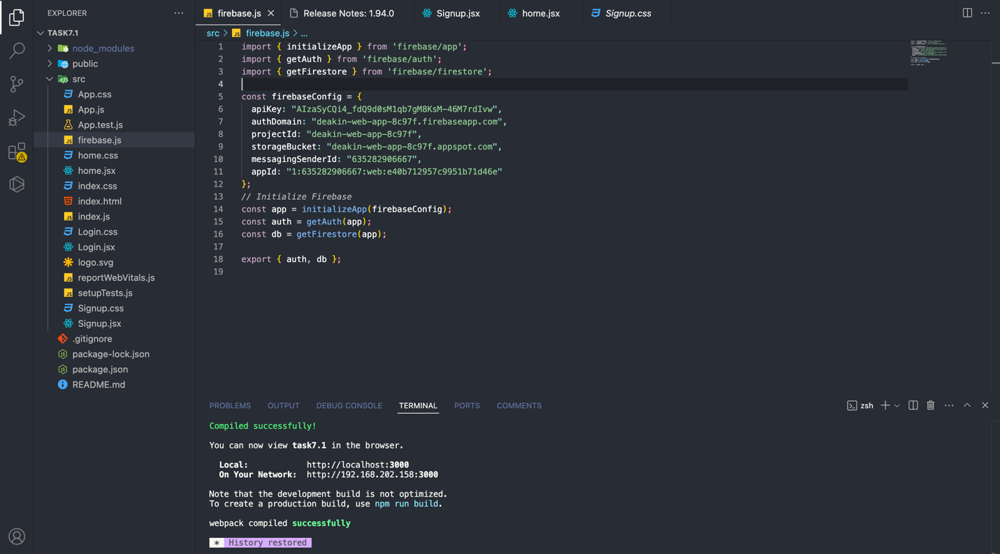 EXPLORER
TASK7.1
node_modules
public
src
App.css
App.js
App.test.js
firebase.js
home.css
home.jsx
index.css
index.html
index.js
Login.css
Login.jsx
logo.svg
reportWebVitals.js
setupTests.js
Signup.css
Signup.jsx
.gitignore
package-lock.json
package.json
README.md
firebase.js
Release Notes: 1.94.0
Signup.jsx
home.jsx
Signup.css
src > JS firebase.js > ...
1 import { initializeApp } from 'firebase/app';
2 import { getAuth } from 'firebase/auth';
3 import { getFirestore } from 'firebase/firestore';
4
5 const firebaseConfig = {
6 apiKey: "AIzaSyCQi4_fdQ9d0sM1qb7gM8KsM-46M7rdIvw",
7 authDomain: "deakin-web-app-8c97f.firebaseapp.com",
8 projectId: "deakin-web-app-8c97f",
9 storageBucket: "deakin-web-app-8c97f.appspot.com",
10 messagingSenderId: "635282906667",
11 appId: "1:635282906667:web:e40b712957c9951b71d46e"
12 };
13 // Initialize Firebase
14 const app = initializeApp(firebaseConfig);
15 const auth = getAuth(app);
16 const db = getFirestore(app);
17
18 export { auth, db };
19
PROBLEMS OUTPUT DEBUG CONSOLE TERMINAL PORTS COMMENTS
zsh
Compiled successfully!
You can now view task7.1 in the browser.
Local: http://localhost:3000
On Your Network: http://192.168.202.158:3000
Note that the development build is not optimized.
To create a production build, use npm run build.
webpack compiled successfully
* History restored